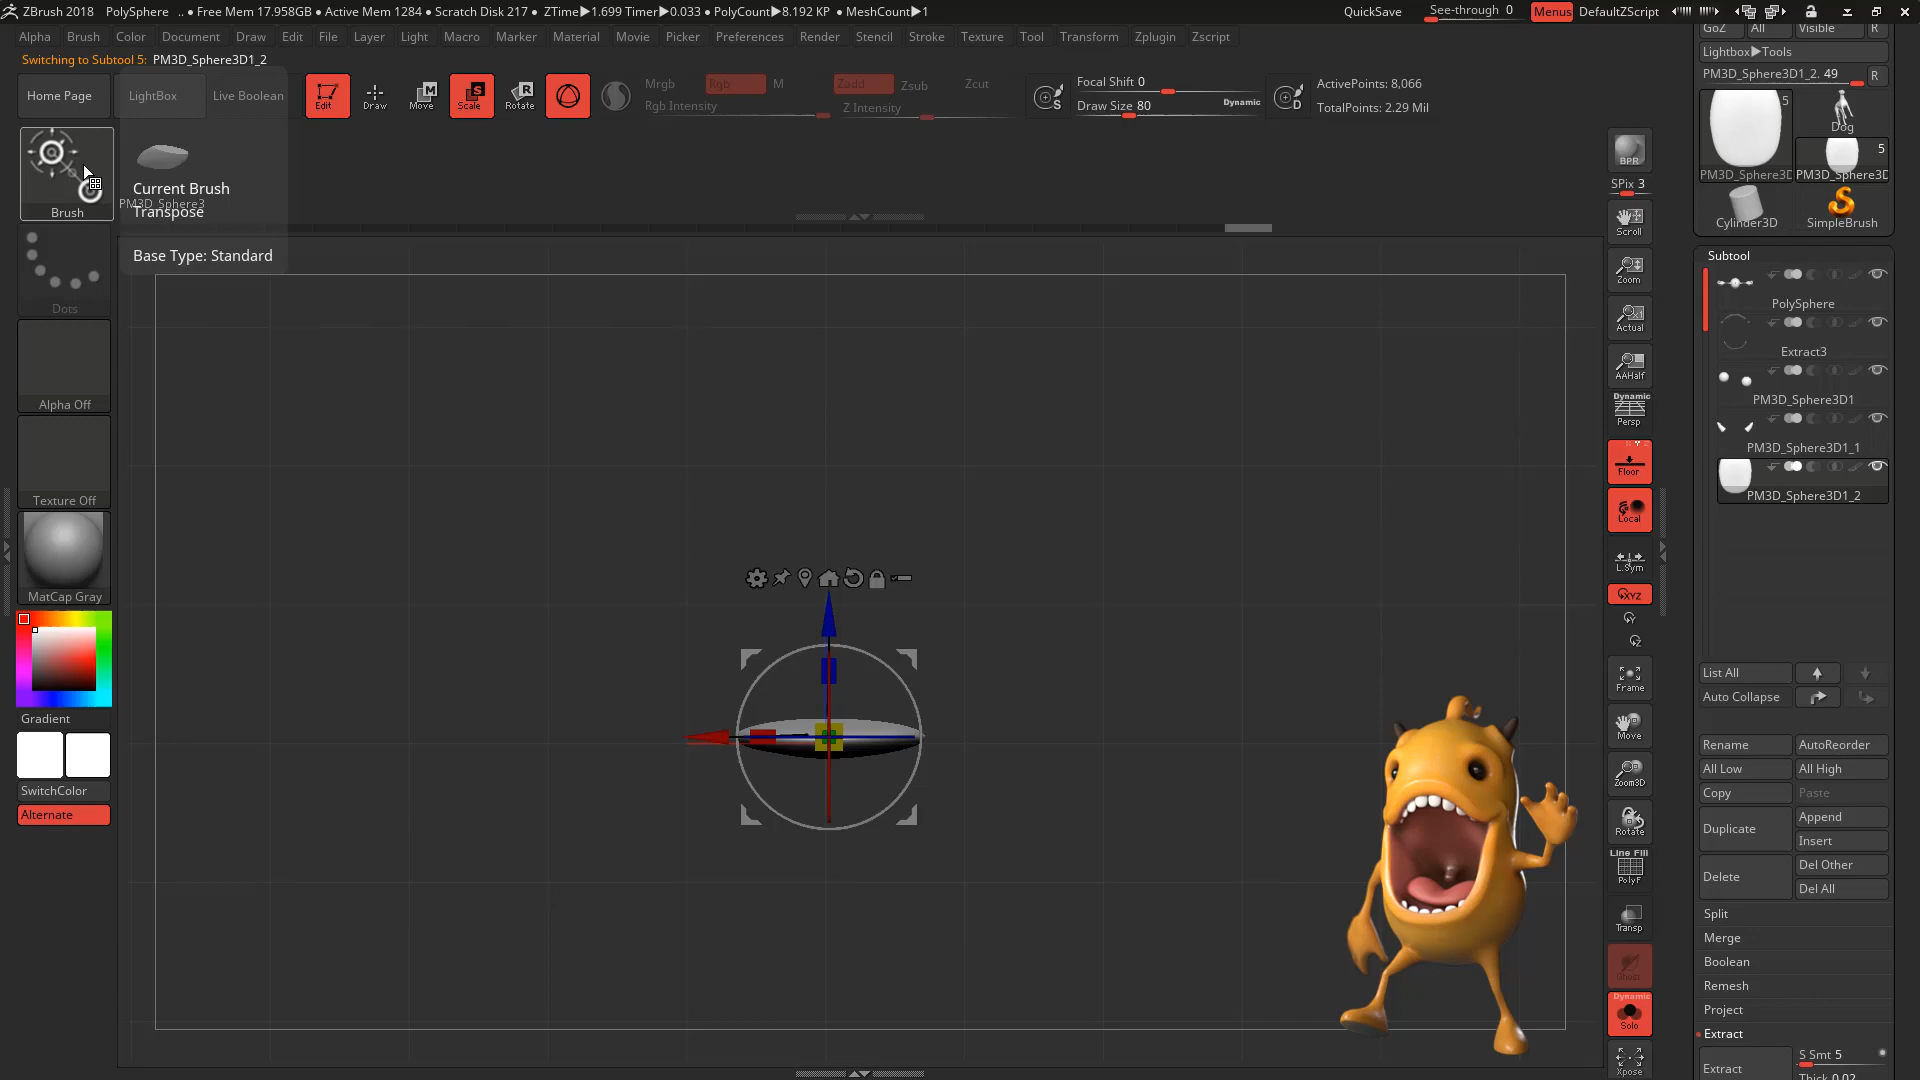 ZBrush 2018 PolySphere .. • Free Mem 17.958GB • Active Mem 1284 • Scratch Disk 217 • ZTime▶1.699 Timer▶0.033 • PolyCount▶8.192 KP • MeshCount▶1 QuickSave See-through 0 Menus DefaultZScript
Alpha Brush Color Document Draw Edit File Layer Light Macro Marker Material Movie Picker Preferences Render Stencil Stroke Texture Tool Transform Zplugin Zscript
Switching to Subtool 5: PM3D_Sphere3D1_2
Home Page LightBox Live Boolean Edit Draw Move Scale Rotate
Mrgb Rgb M Zadd Zsub Zcut
Rgb Intensity Z Intensity
Focal Shift 0
Draw Size 80 Dynamic
ActivePoints: 8,066
TotalPoints: 2.29 Mil
Brush
Current Brush
PM3D_Sphere3
Transpose
Base Type: Standard
Dots
Alpha Off
Texture Off
MatCap Gray
Gradient
SwitchColor
Alternate
BPR
SPix 3
Scroll
Zoom
Actual
AAHalf
Dynamic
Persp
Floor
Local
L.Sym
XYZ
Y
Z
Frame
Move
Zoom3D
Rotate
Line Fill
PolyF
Transp
Ghost
Dynamic
Solo
Xpose
GoZ All Visible R
Lightbox▶Tools
PM3D_Sphere3D1_2. 49 R
5
Dog
5
PM3D_Sphere3D PM3D_Sphere3D
Cylinder3D SimpleBrush
Subtool
PolySphere
Extract3
PM3D_Sphere3D1
PM3D_Sphere3D1_1
PM3D_Sphere3D1_2
List All
Auto Collapse
Rename AutoReorder
All Low All High
Copy Paste
Duplicate Append
Insert
Delete Del Other
Del All
Split
Merge
Boolean
Remesh
Project
Extract
Extract S Smt 5
Thick 0.02